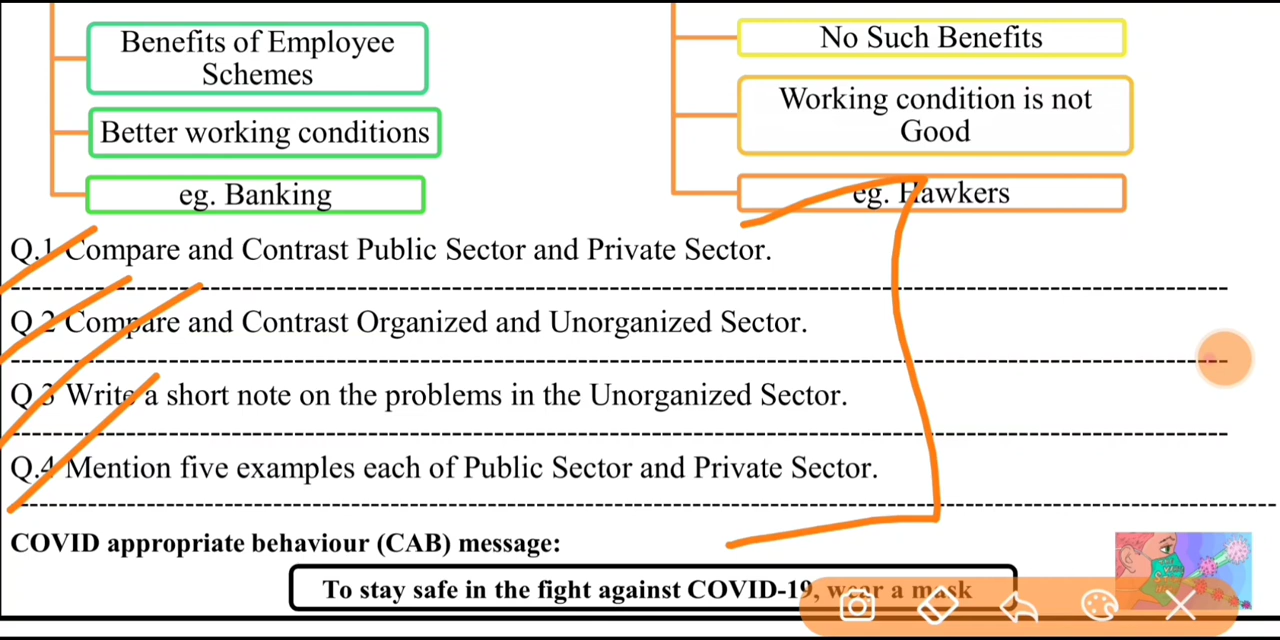 Benefits of Employee
Schemes
Better working conditions
eg. Banking
No Such Benefits
Working condition is not
Good
eg. Hawkers
Q.1 Compare and Contrast Public Sector and Private Sector.
Q.2 Compare and Contrast Organized and Unorganized Sector.
Q.3 Write a short note on the problems in the Unorganized Sector.
Q.4 Mention five examples each of Public Sector and Private Sector.
COVID appropriate behaviour (CAB) message:
To stay safe in the fight against COVID-19, wear a mask